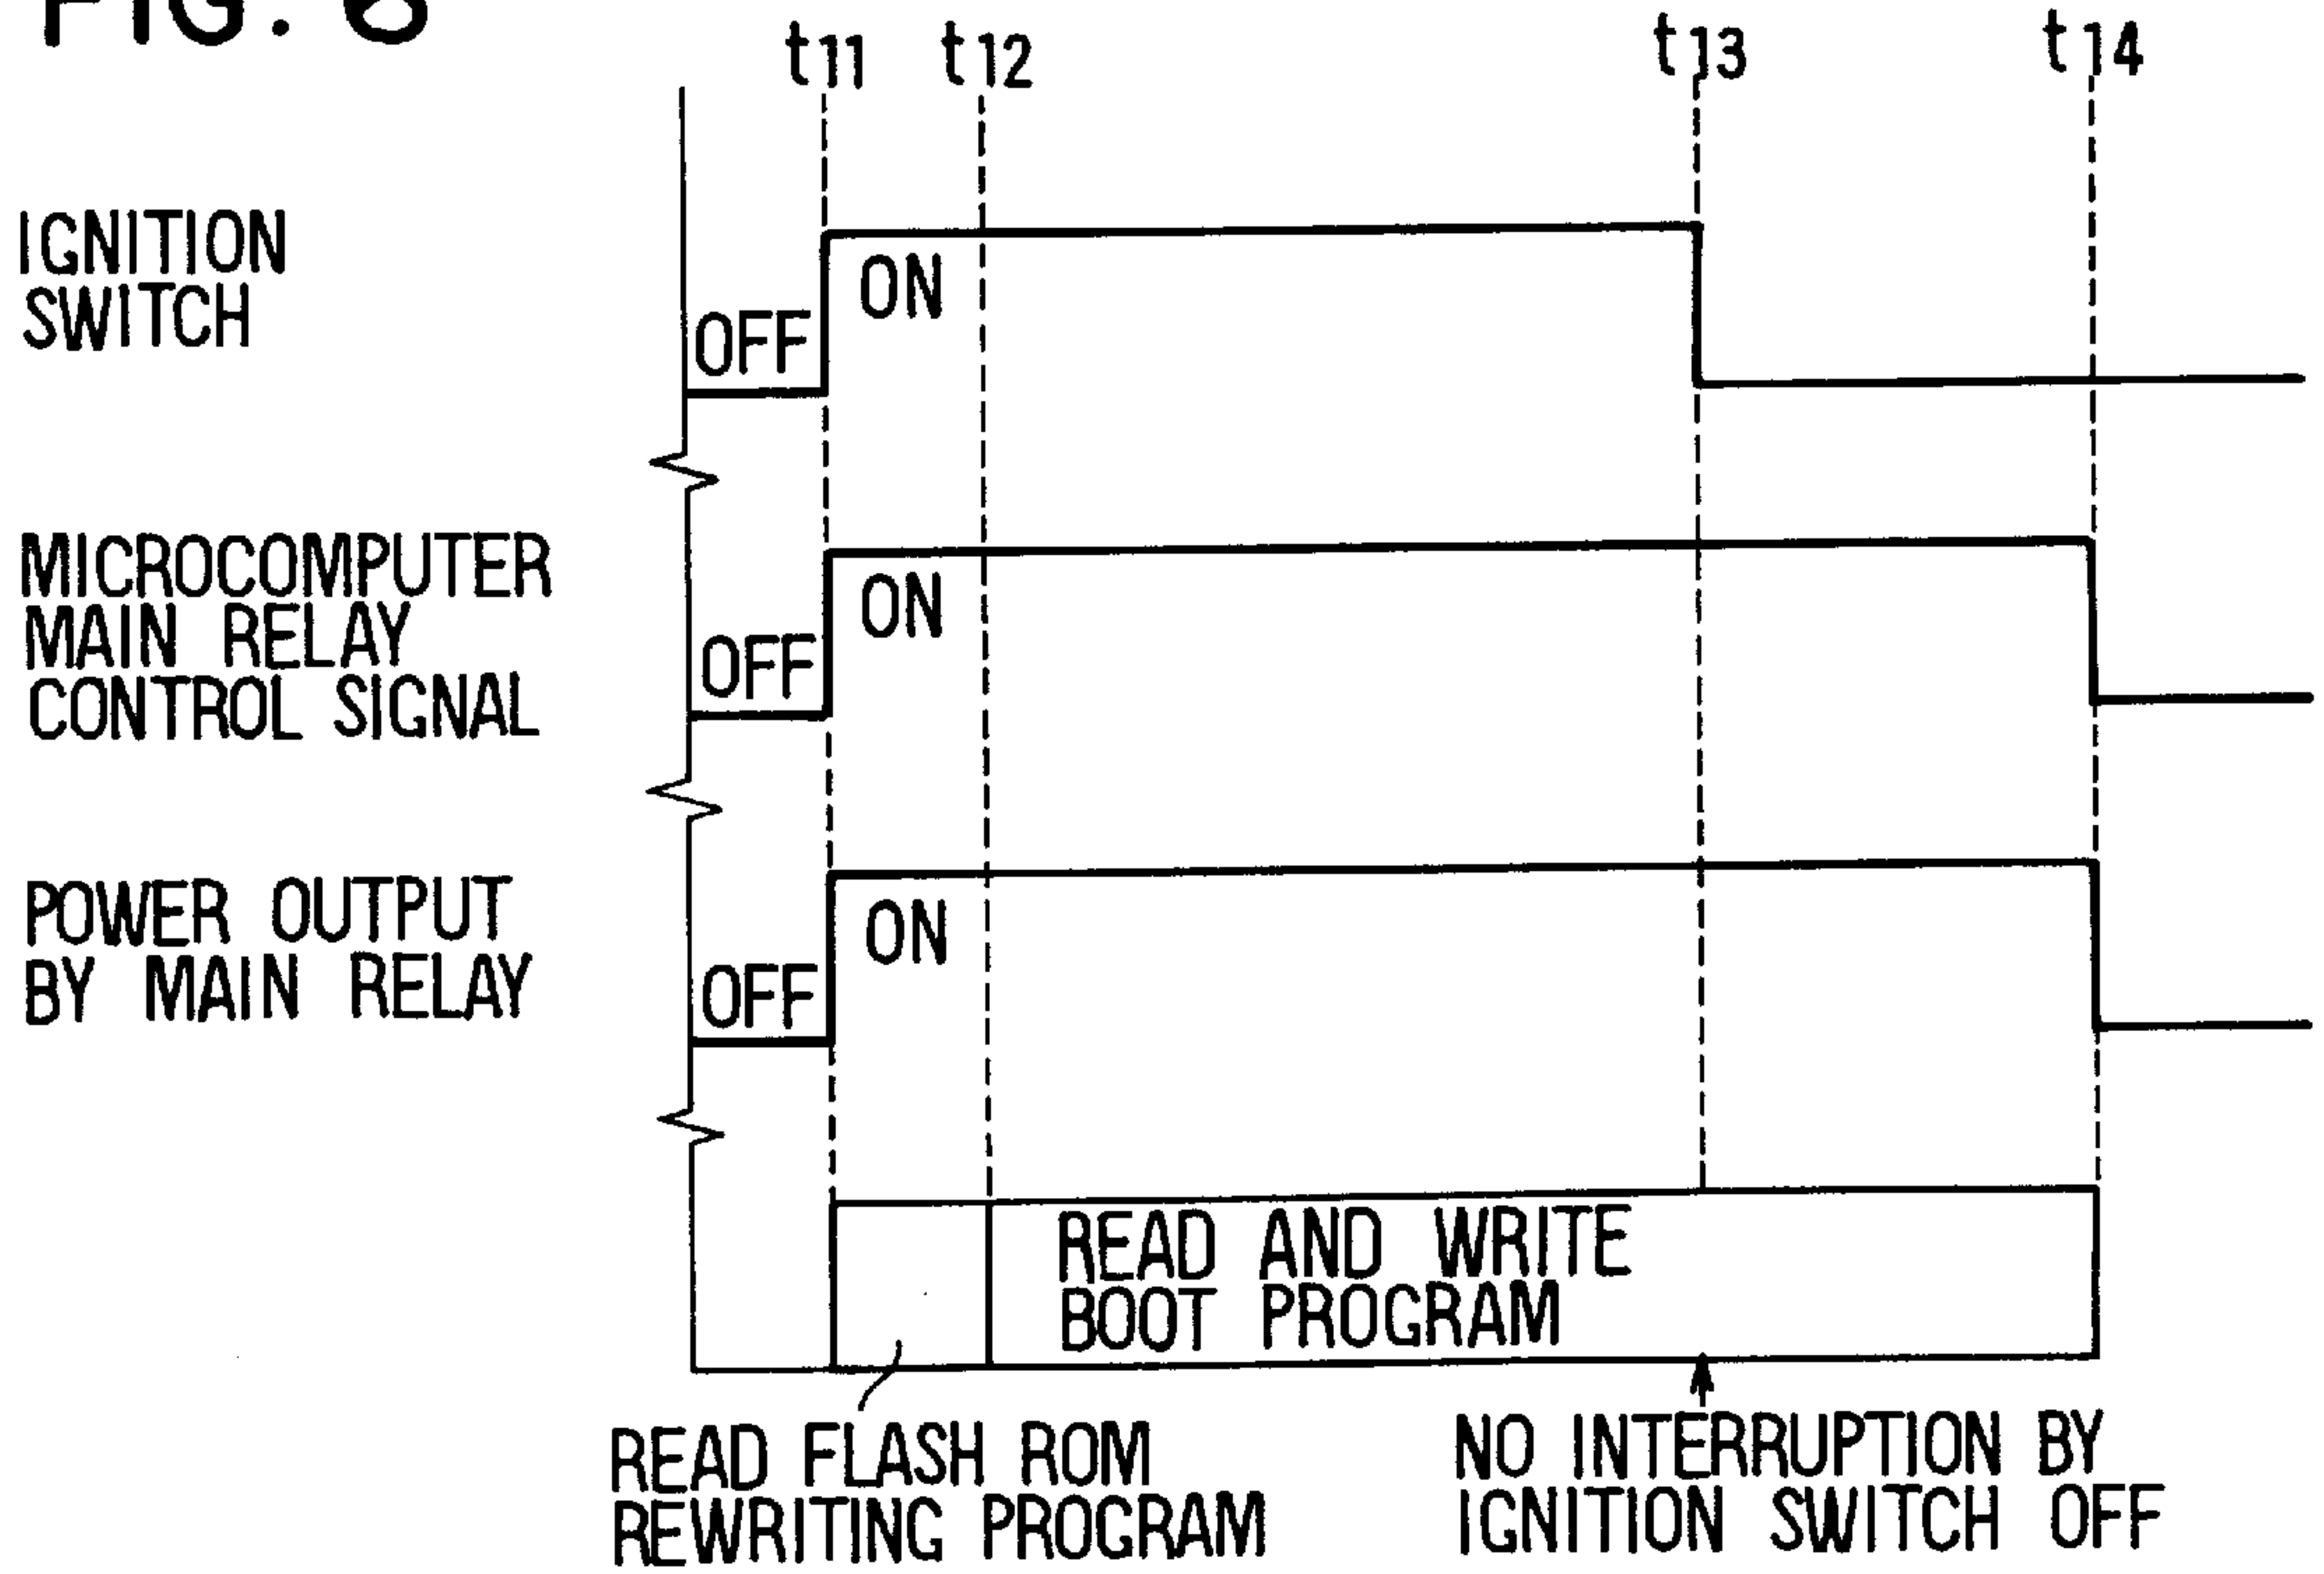 FIG.
t11
t12
t13
t14
IGNITION
SWITCH
OFF
ON
MICROCOMPUTER
MAIN RELAY
CONTROL SIGNAL
OFF
ON
POWER OUTPUT
BY MAIN RELAY
OFF
ON
READ AND WRITE
BOOT PROGRAM
READ FLASH ROM
REWRITING PROGRAM
NO INTERRUPTION BY
IGNITION SWITCH OFF